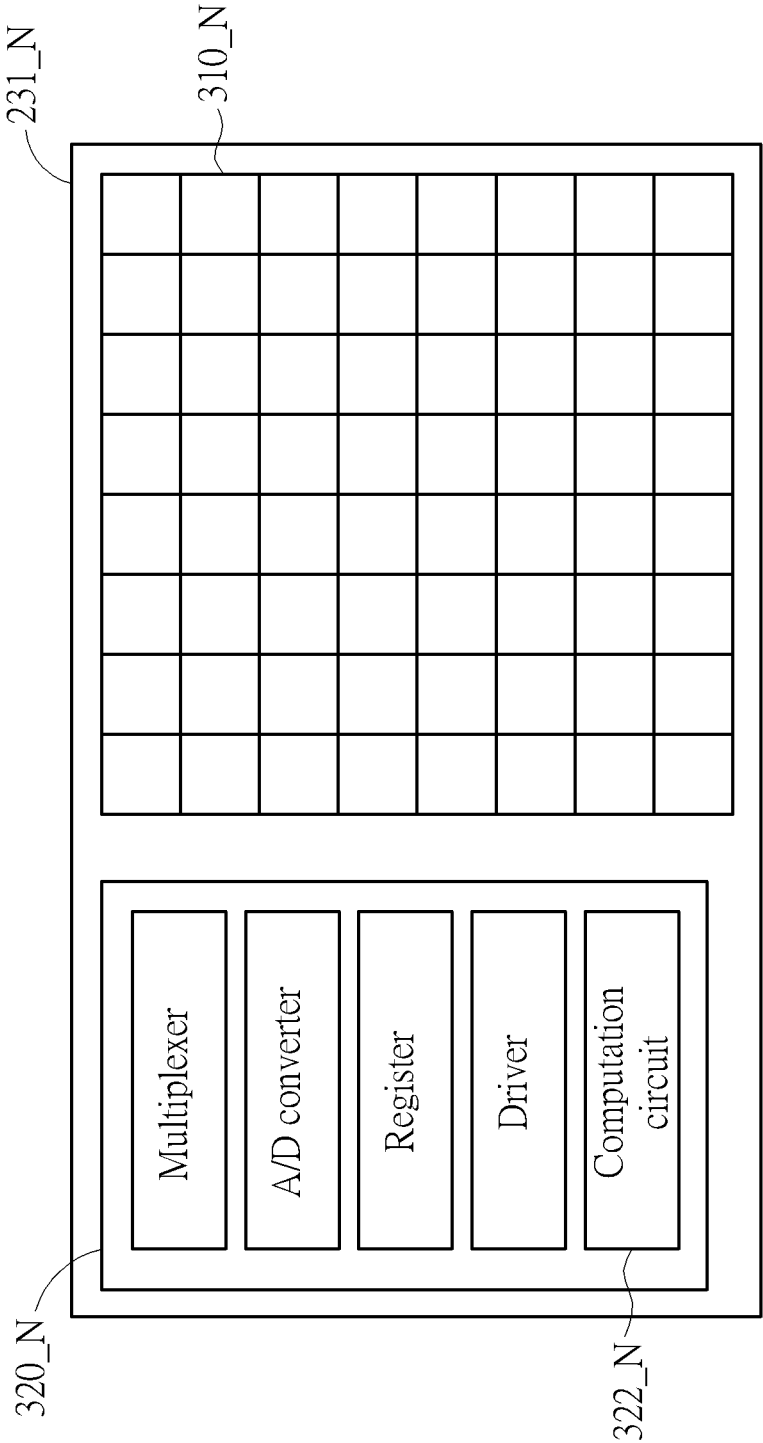 231_N
310_N
320_N
Multiplexer
A/D converter
Register
Driver
Computation
circuit
322_N